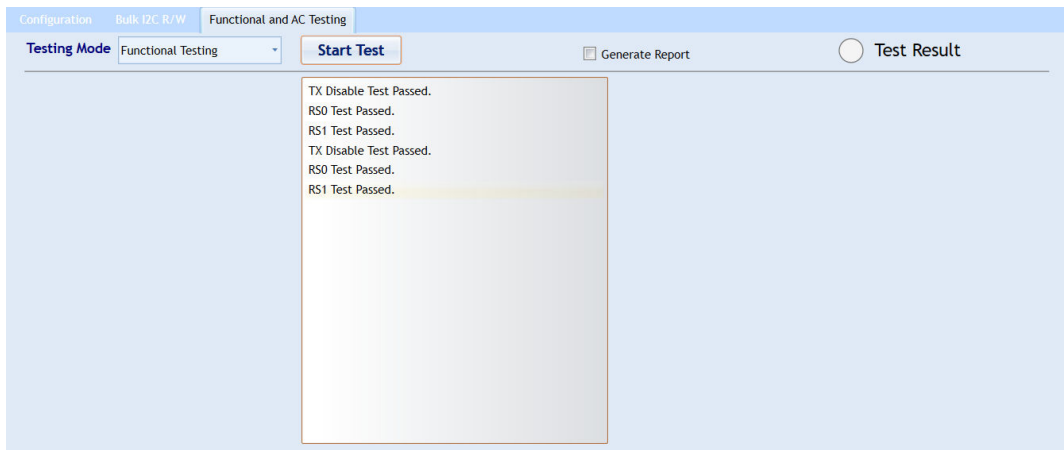 Configuration Bulk I2C R/W Functional and AC Testing
Testing Mode Functional Testing Start Test Generate Report Test Result
TX Disable Test Passed.
RS0 Test Passed.
RS1 Test Passed.
TX Disable Test Passed.
RS0 Test Passed.
RS1 Test Passed.